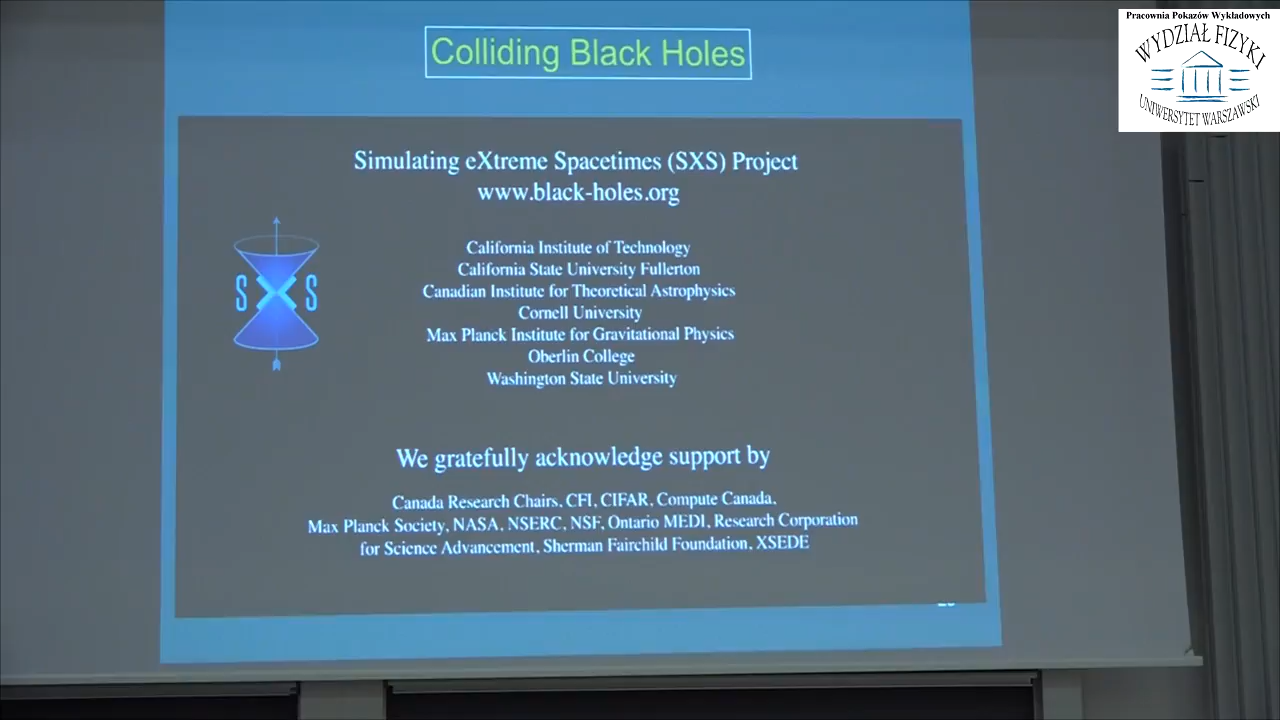 Colliding Black Holes
Pracownia Pokazów Wykładowych
WYDZIAŁ FIZYKI
UNIWERSYTET WARSZAWSKI
Simulating eXtreme Spacetimes (SXS) Project
www.black-holes.org
S X S
California Institute of Technology
California State University Fullerton
Canadian Institute for Theoretical Astrophysics
Cornell University
Max Planck Institute for Gravitational Physics
Oberlin College
Washington State University
We gratefully acknowledge support by
Canada Research Chairs, CFI, CIFAR, Compute Canada,
Max Planck Society, NASA, NSERC, NSF, Ontario MEDI, Research Corporation
for Science Advancement, Sherman Fairchild Foundation, XSEDE